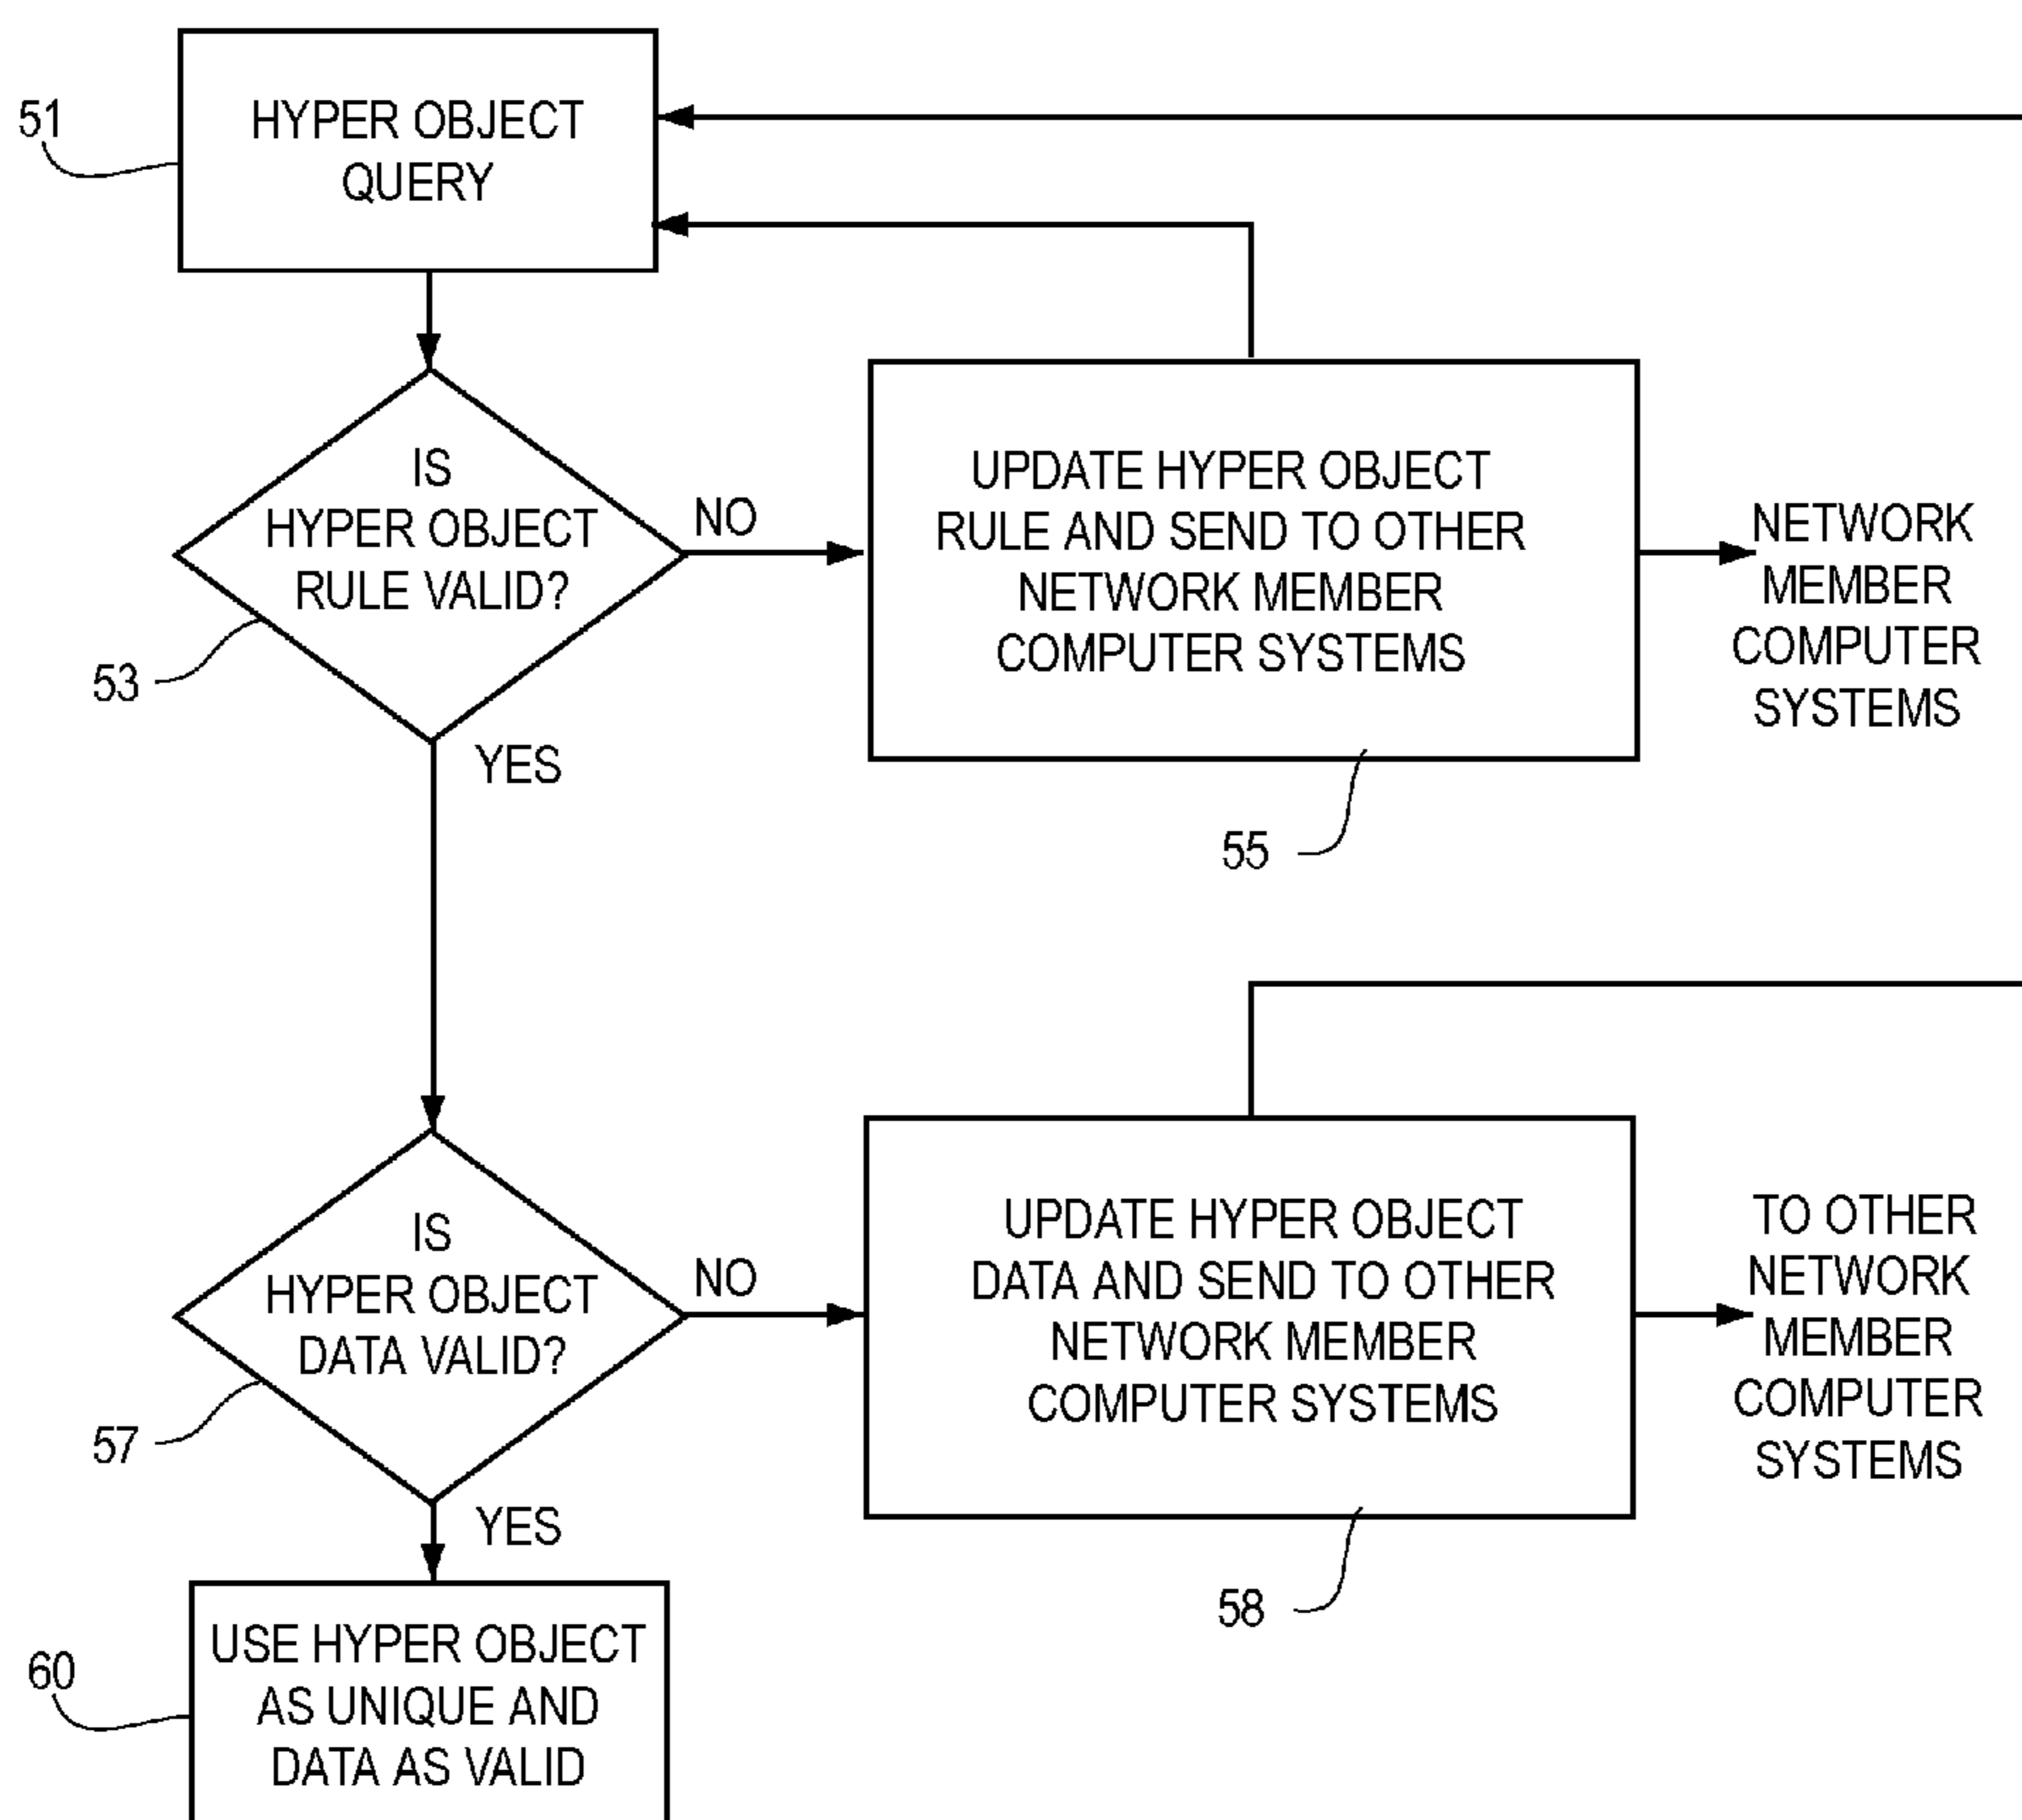 51
HYPER OBJECT
QUERY
IS
HYPER OBJECT
RULE VALID?
NO
53
YES
UPDATE HYPER OBJECT
RULE AND SEND TO OTHER
NETWORK MEMBER
COMPUTER SYSTEMS
55
NETWORK
MEMBER
COMPUTER
SYSTEMS
IS
HYPER OBJECT
DATA VALID?
NO
57
YES
UPDATE HYPER OBJECT
DATA AND SEND TO OTHER
NETWORK MEMBER
COMPUTER SYSTEMS
58
TO OTHER
NETWORK
MEMBER
COMPUTER
SYSTEMS
60
USE HYPER OBJECT
AS UNIQUE AND
DATA AS VALID